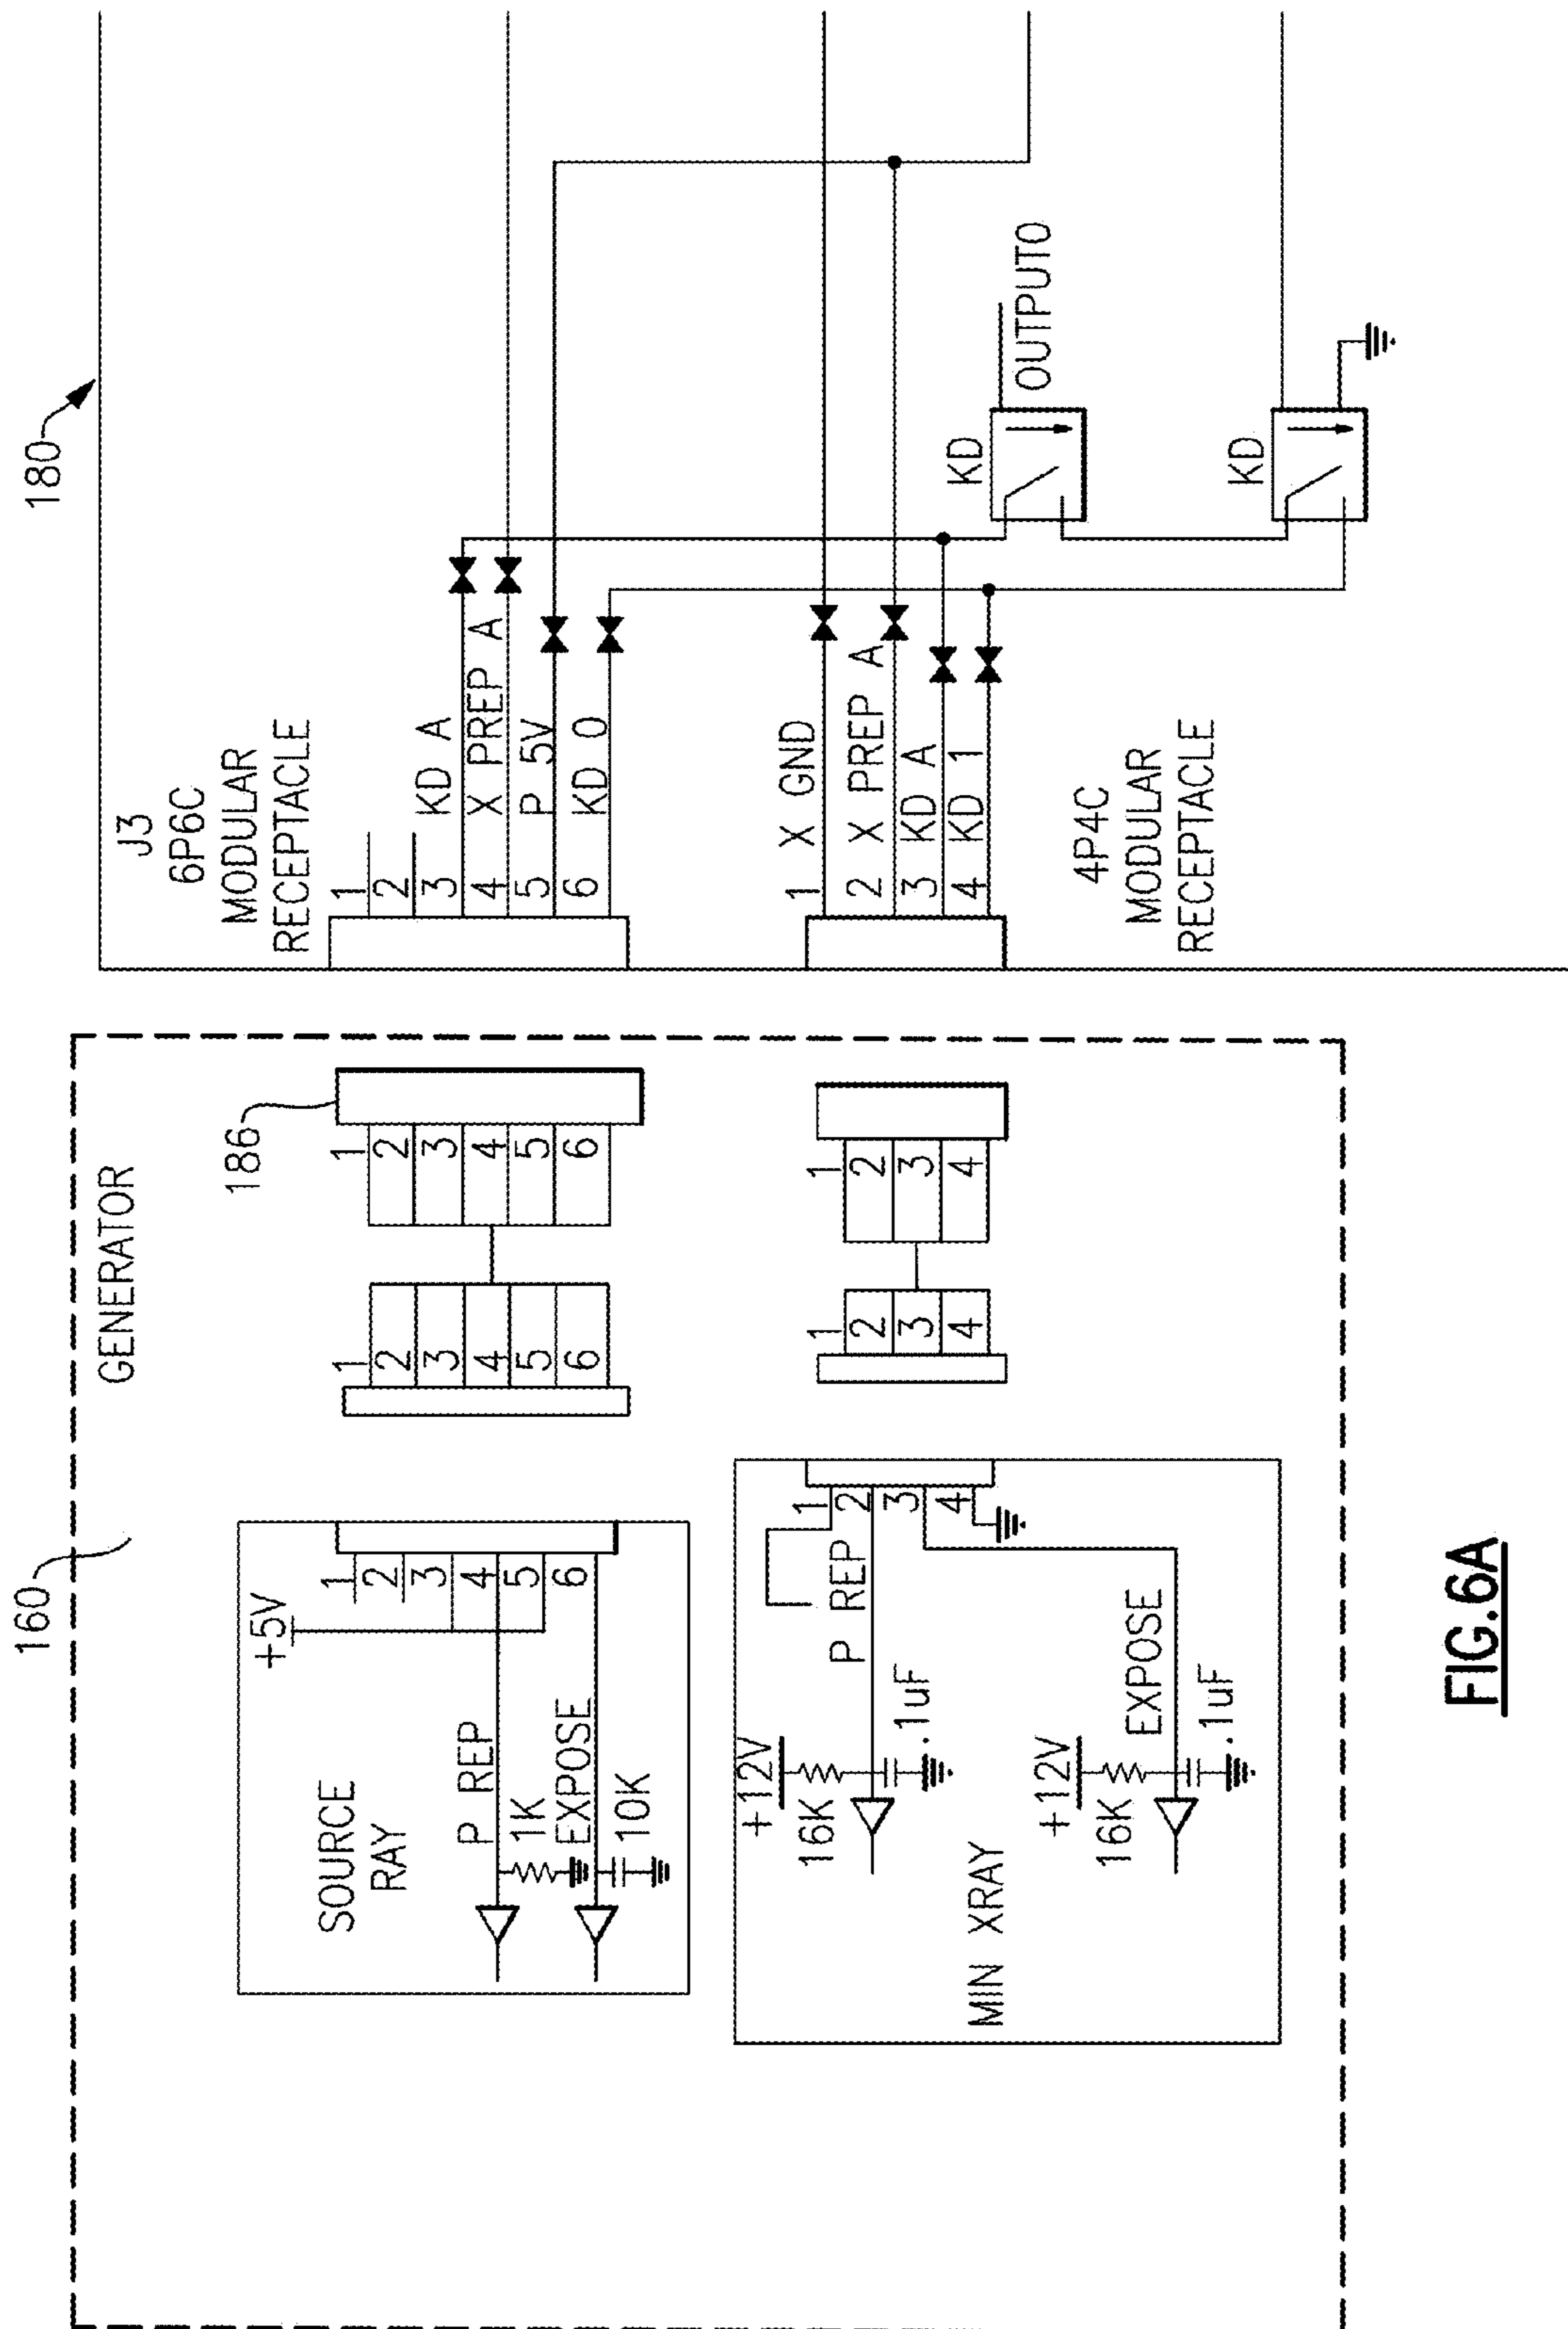 180
J3
6P6C
MODULAR
RECEPTACLE
1
2
3 KD A
4 X PREP A
5 P 5V
6 KD 0
1 X GND
2 X PREP A
3 KD A
4 KD 1
4P4C
MODULAR
RECEPTACLE
KD
OUTPUT0
KD
160
GENERATOR
186
1
2
3
4
5
6
1
2
3
4
5
6
1
2
3
4
1
2
3
4
+5V
1
2
3
4
5
6
SOURCE
RAY
P REP
1K
EXPOSE
10K
1
2
3
4
P REP
+12V
16K
.1uF
EXPOSE
+12V
16K
.1uF
MIN XRAY
FIG.6A